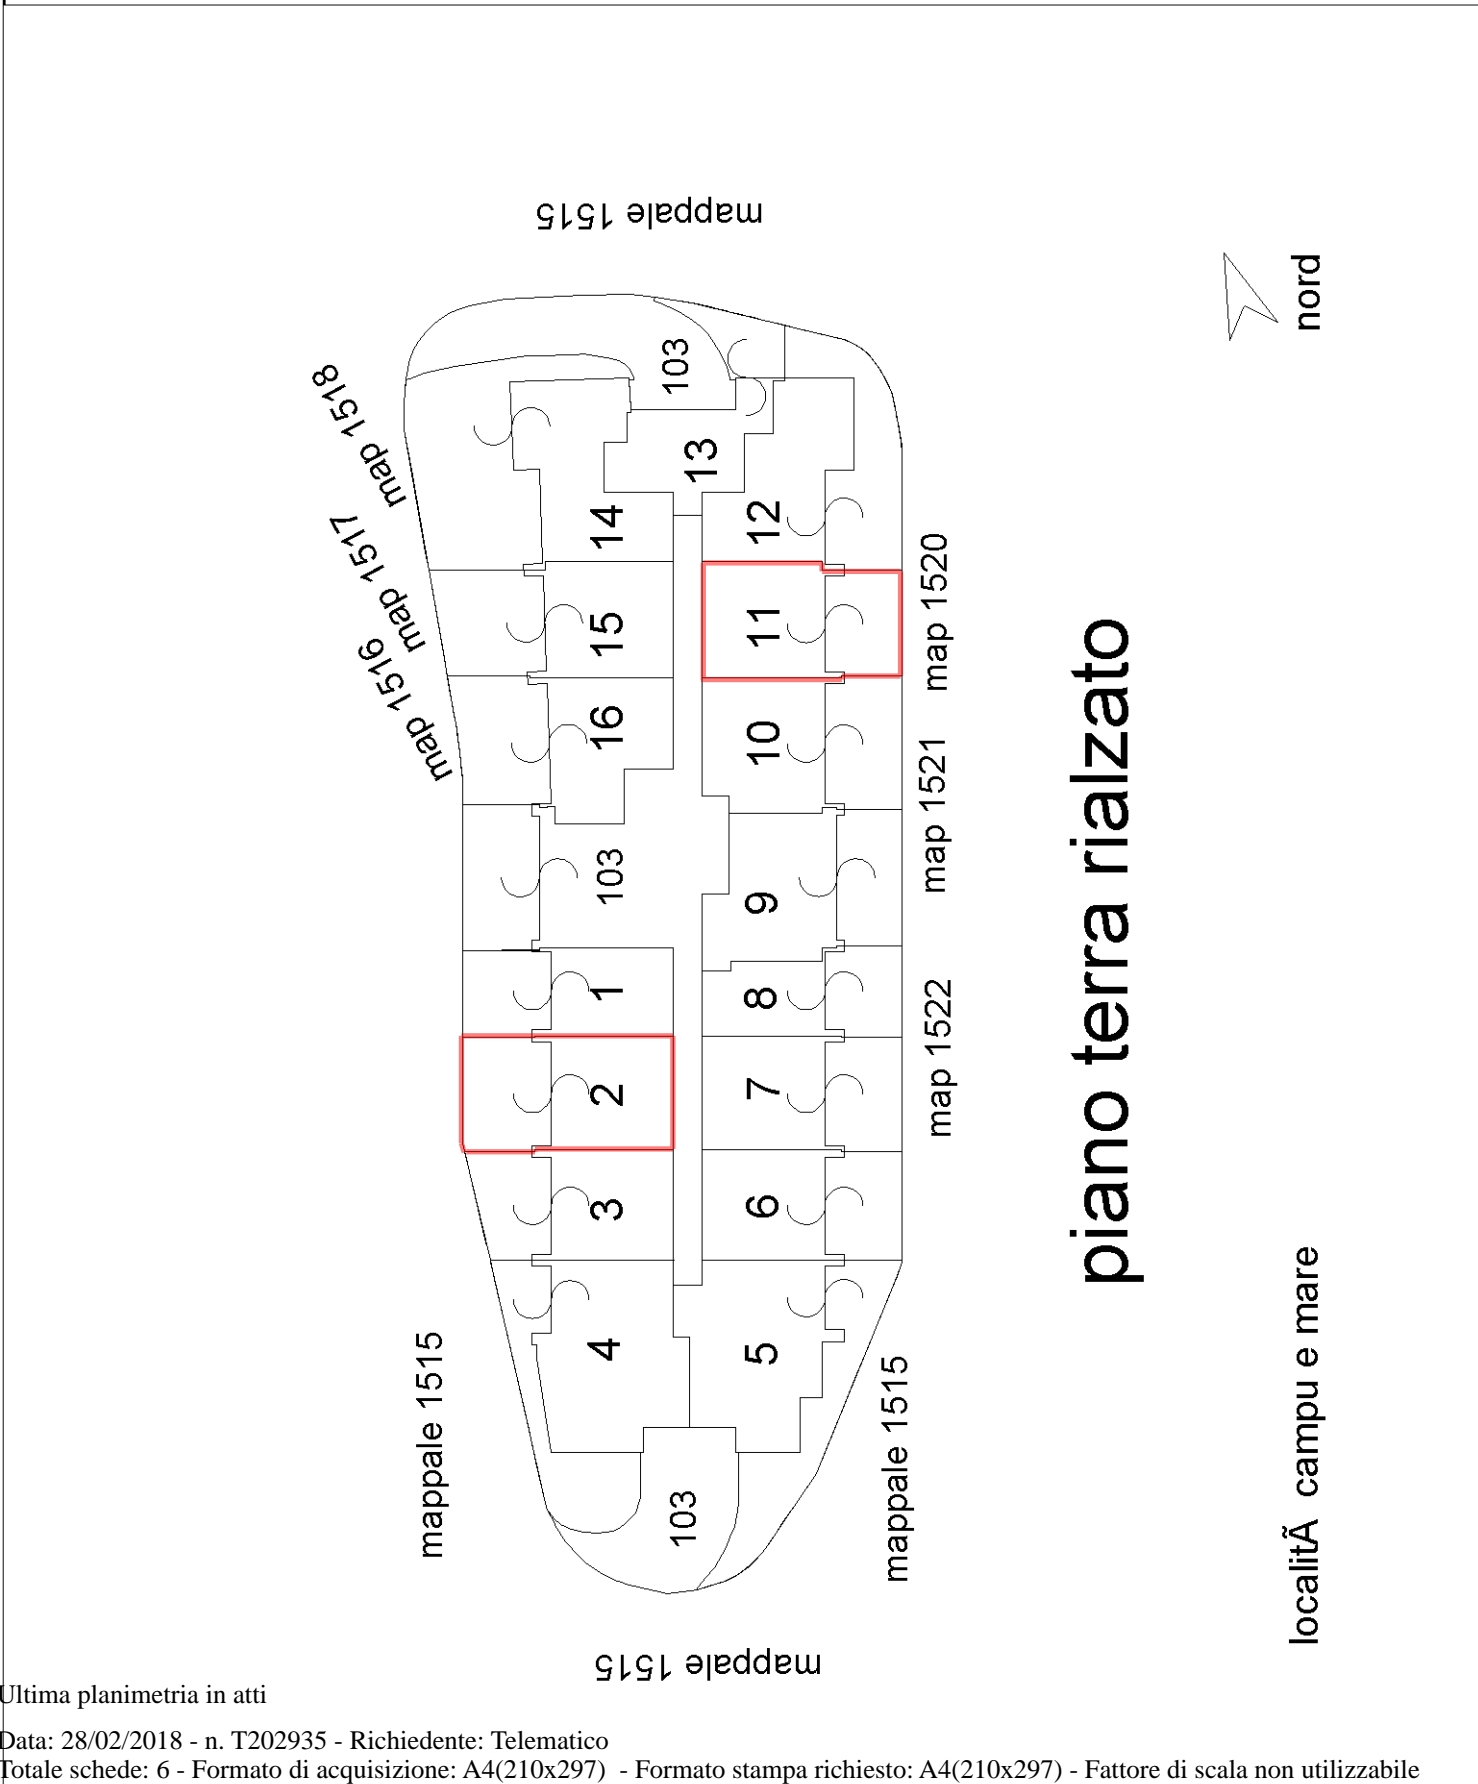 mappale 1515
nord
103
map 1518
13
14
12
map 1517
map 1520
15
11
map 1516
16
10
map 1521
103
9
1
8
map 1522
2
7
piano terra rialzato
3
6
4
5
mappale 1515
mappale 1515
103
localitÃ  campu e mare
mappale 1515
Ultima planimetria in atti
Data: 28/02/2018 - n. T202935 - Richiedente: Telematico
Totale schede: 6 - Formato di acquisizione: A4(210x297)  - Formato stampa richiesto: A4(210x297) - Fattore di scala non utilizzabile